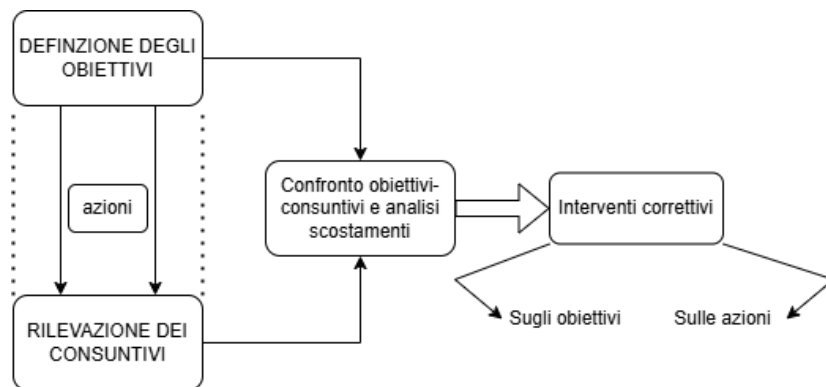 DEFINZIONE DEGLI
OBIETTIVI
azioni
RILEVAZIONE DEI
CONSUNTIVI
Confronto obiettivi-
consuntivi e analisi
scostamenti
Interventi correttivi
Sugli obiettivi
Sulle azioni